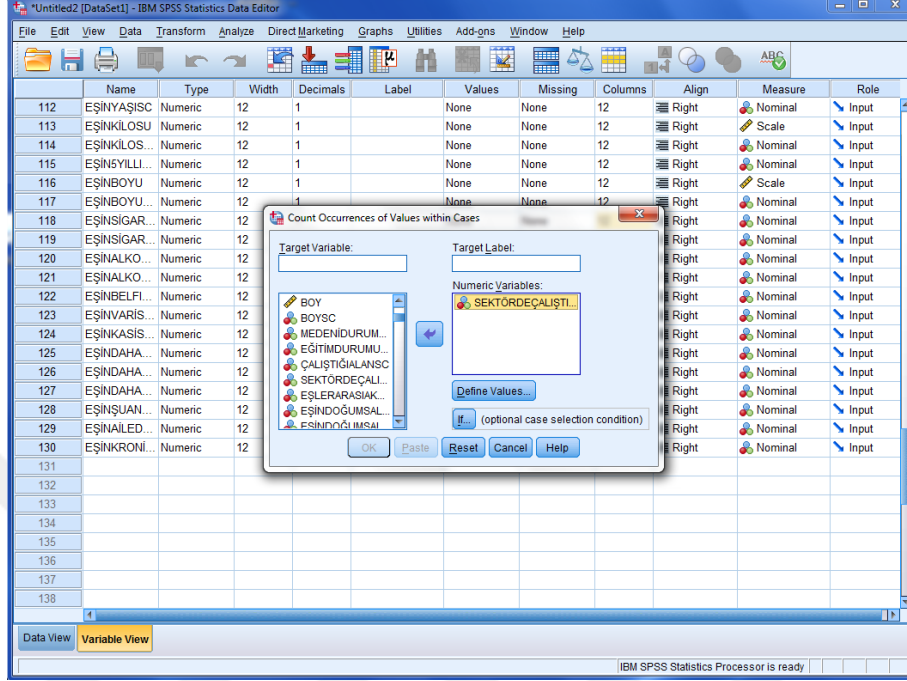 *Untitled2 [DataSet1] - IBM SPSS Statistics Data Editor
File Edit View Data Transform Analyze Direct Marketing Graphs Utilities Add-ons Window Help
Name Type Width Decimals Label Values Missing Columns Align Measure Role
112 EŞİNYAŞISC Numeric 12 1 None None 12 Right Nominal Input
113 EŞİNKİLOSU Numeric 12 1 None None 12 Right Scale Input
114 EŞİNKİLOS... Numeric 12 1 None None 12 Right Nominal Input
115 EŞİN5YILLI... Numeric 12 1 None None 12 Right Nominal Input
116 EŞİNBOYU Numeric 12 1 None None 12 Right Scale Input
117 EŞİNBOYU... Numeric 12 1 None None 12 Right Nominal Input
118 EŞİNSİGAR... Numeric 12 Right Nominal Input
119 EŞİNSİGAR... Numeric 12 Right Nominal Input
120 EŞİNALKO... Numeric 12 Right Nominal Input
121 EŞİNALKO... Numeric 12 Right Nominal Input
122 EŞİNBELFI... Numeric 12 Right Nominal Input
123 EŞİNVARİS... Numeric 12 Right Nominal Input
124 EŞİNKASİS... Numeric 12 Right Nominal Input
125 EŞİNDAHA... Numeric 12 Right Nominal Input
126 EŞİNDAHA... Numeric 12 Right Nominal Input
127 EŞİNDAHA... Numeric 12 Right Nominal Input
128 EŞİNŞUAN... Numeric 12 Right Nominal Input
129 EŞİNAİLED... Numeric 12 Right Nominal Input
130 EŞİNKRONİ... Numeric 12 Right Nominal Input
131
132
133
134
135
136
137
138
Count Occurrences of Values within Cases
Target Variable: Target Label:
Numeric Variables:
BOY
BOYSC
MEDENİDURUM...
EĞİTİMDURUMU...
ÇALIŞTIĞIALANSC
SEKTÖRDEÇALI...
EŞLERARASIAK...
EŞİNDOĞUMSAL...
EŞİNDOĞUMSAL
SEKTÖRDEÇALIŞTI...
Define Values...
If... (optional case selection condition)
OK Paste Reset Cancel Help
Data View Variable View
IBM SPSS Statistics Processor is ready